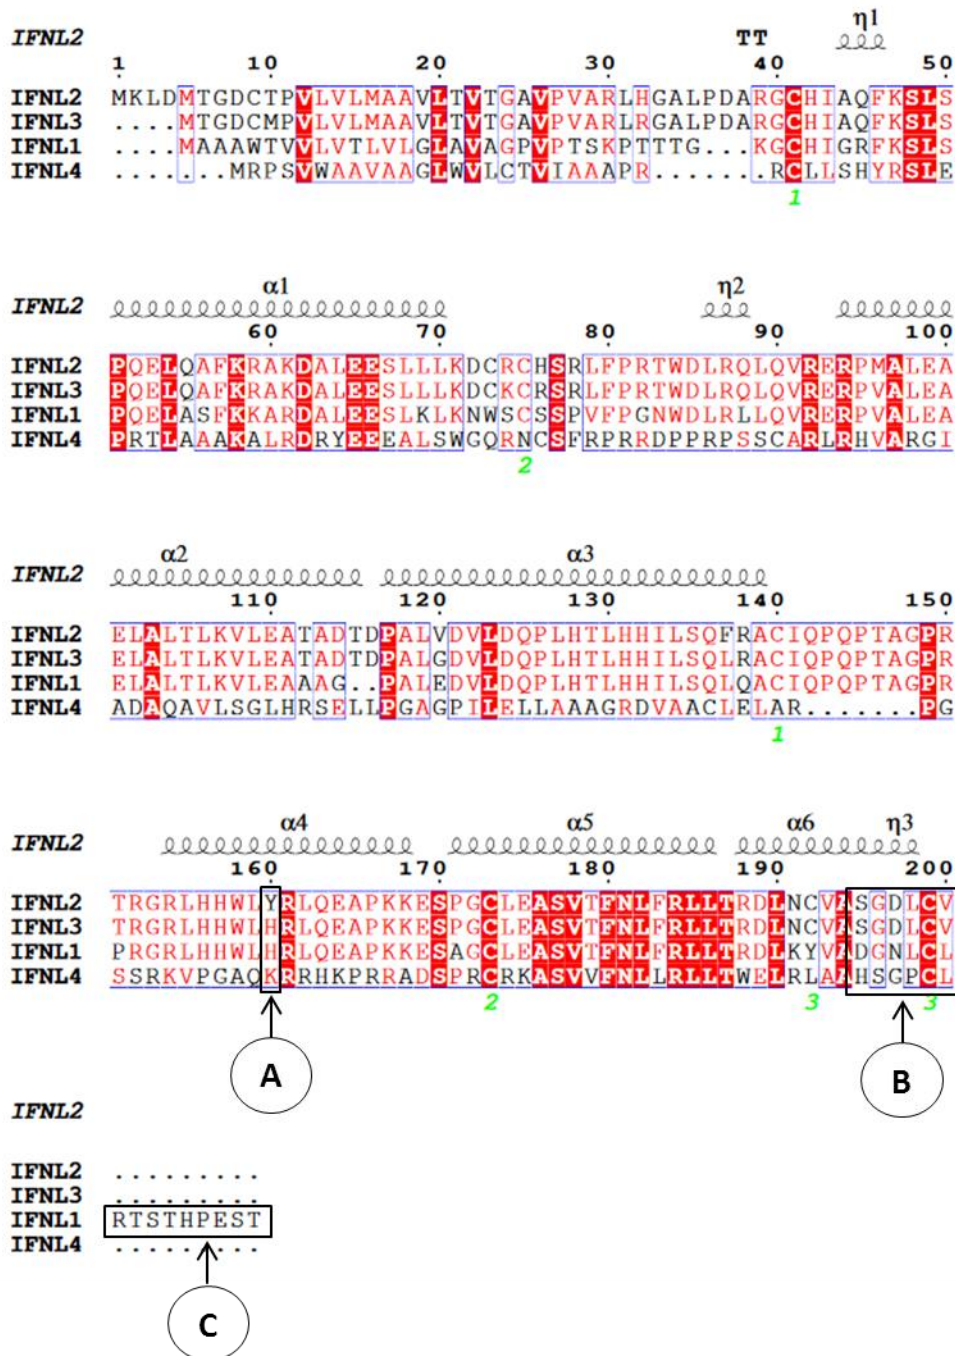 IFNL2 TT η1
1 10 20 30 40 50
IFNL2 MKLDMTGDCTPVLVLMAAVLTVTGAVPVARLHGALPDARGCHIAQFKSLS
IFNL3 ....MTGDCMPVLVLMAAVLTVTGAVPVARLRGALPDARGCHIAQFKSLS
IFNL1 ....MAAAWTVVLVTLVLGLAVAGPVPTSKPTTTG...KGCHIGRFKSLS
IFNL4 .......MRPSVWAAVAAGLWVLCTVIAAAPR.......RCLLSHYRSLE
1
IFNL2 α1 η2
60 70 80 90 100
IFNL2 PQELQAFKRAKDALEESLLLKDCRCHSRLFPRTWDLRQLQVRERPMALEA
IFNL3 PQELQAFKRAKDALEESLLLKDCKCRSRLFPRTWDLRQLQVRERPVALEA
IFNL1 PQELASFKKARDALEESLKLKNWSCSSPVFPGNWDLRLLQVRERPVALEA
IFNL4 PRTLAAAKALRDRYEEEALSWGQRNCSFRPRRDPPRPSSCARLRHVARGI
2
IFNL2 α2 α3
110 120 130 140 150
IFNL2 ELALTLKVLEATADTDPALVDVLDQPLHTLHHILSQFRACIQPQPTAGPR
IFNL3 ELALTLKVLEATADTDPALGDVLDQPLHTLHHILSQLRACIQPQPTAGPR
IFNL1 ELALTLKVLEAAAG..PALEDVLDQPLHTLHHILSQLQACIQPQPTAGPR
IFNL4 ADAQAVLSGLHRSELLPGAGPILELLAAAGRDVAACLELAR.......PG
1
IFNL2 α4 α5 α6 η3
160 170 180 190 200
IFNL2 TRGRLHHWLYRLQEAPKKESPGCLEASVTFNLFRLLTRDLNCVASGDLCV
IFNL3 TRGRLHHWLHRLQEAPKKESPGCLEASVTFNLFRLLTRDLNCVASGDLCV
IFNL1 PRGRLHHWLHRLQEAPKKESAGCLEASVTFNLFRLLTRDLKYVADGNLCL
IFNL4 SSRKVPGAQKRRHKPRRADSPRCRKASVVFNLLRLLTWELRLAAHSGPCL
2 3 3
A B
IFNL2
IFNL2 .........
IFNL3 .........
IFNL1 RTSTHPEST
IFNL4 .........
C